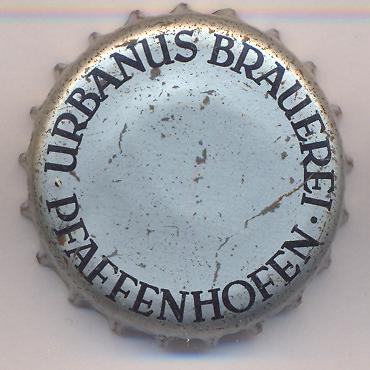 · URBANUS BRAUEREI ·
PFAFFENHOFEN